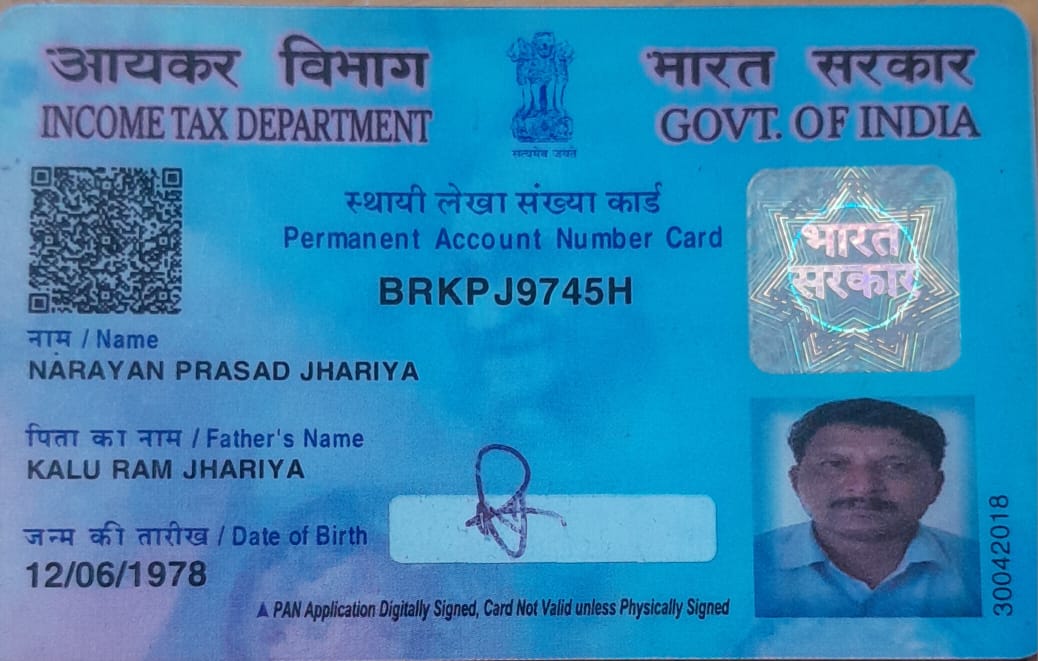 आयकर विभाग
INCOME TAX DEPARTMENT
सत्यमेव जयते
भारत सरकार
GOVT. OF INDIA
स्थायी लेखा संख्या कार्ड
Permanent Account Number Card
BRKPJ9745H
भारत
सरकार
नाम / Name
NARAYAN PRASAD JHARIYA
पिता का नाम / Father's Name
KALU RAM JHARIYA
जन्म की तारीख / Date of Birth
12/06/1978
PAN Application Digitally Signed, Card Not Valid unless Physically Signed
30042018